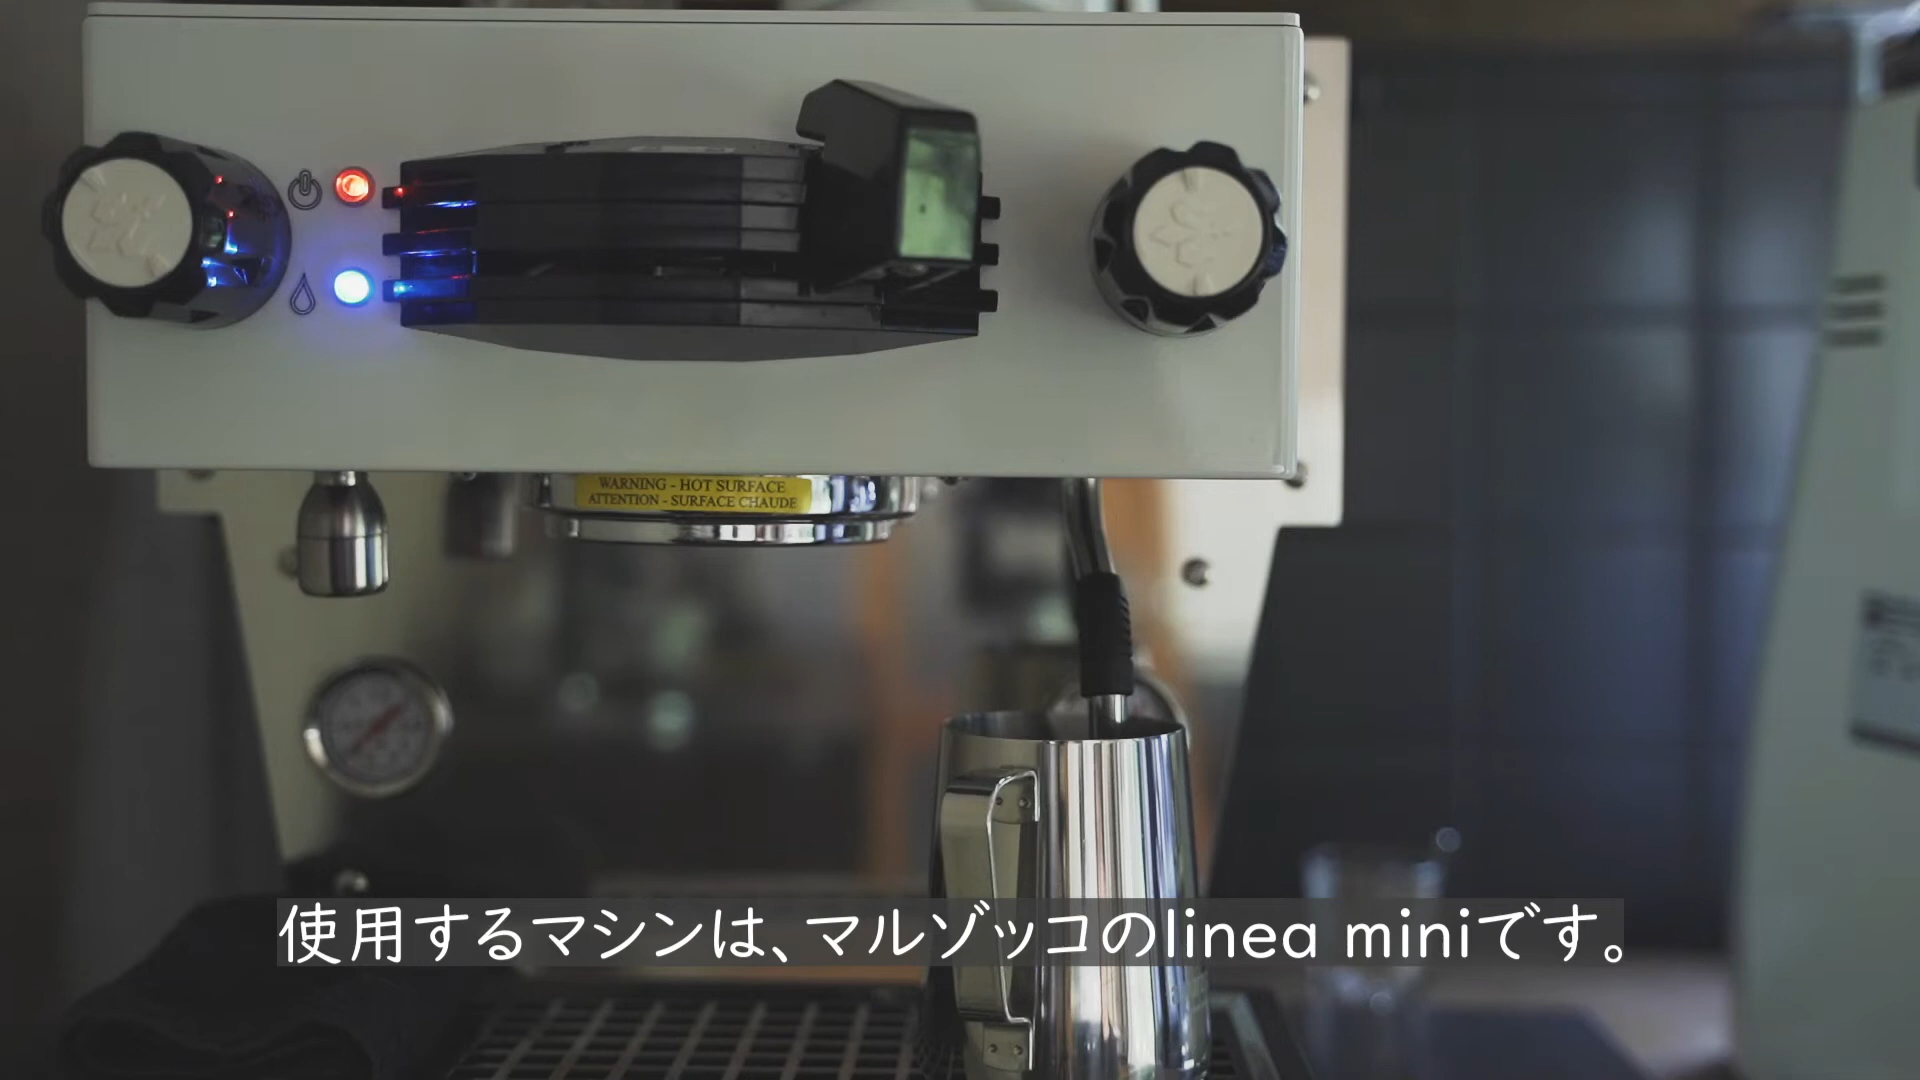 WARNING - HOT SURFACE
ATTENTION - SURFACE CHAUDE
使用するマシンは、マルゾッコのlinea miniです。